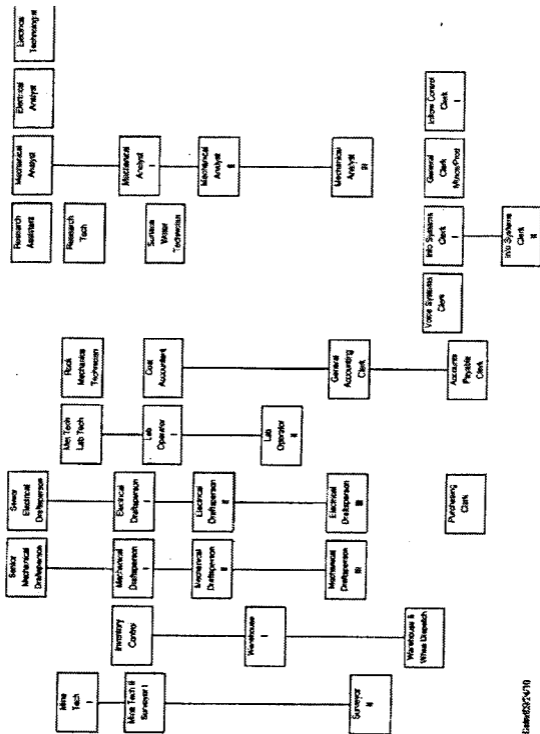 Mine
Tech
I
Mine Tech II
Surveyor I
Surveyor
II
Inventory
Control
Warehouse
I
Warehouse II
Whse Dispatch
Senior
Mechanical
Draftsperson
Mechanical
Draftsperson
I
Mechanical
Draftsperson
II
Mechanical
Draftsperson
III
Senior
Electrical
Draftsperson
Electrical
Draftsperson
I
Electrical
Draftsperson
II
Electrical
Draftsperson
III
Purchasing
Clerk
Met Tech
Lab Tech
Lab
Operator
I
Lab
Operator
II
Rock
Mechanics
Technician
Cost
Accountant
General
Accounting
Clerk
Accounts
Payable
Clerk
Research
Assistant
Research
Tech
Surface
Water
Technician
Voice Systems
Clerk
Info Systems
Clerk
I
Info Systems
Clerk
II
Mechanical
Analyst
Mechanical
Analyst
I
Mechanical
Analyst
II
Mechanical
Analyst
III
General
Clerk
Electrical
Analyst
Control
Clerk
I
Electrical
Technologist